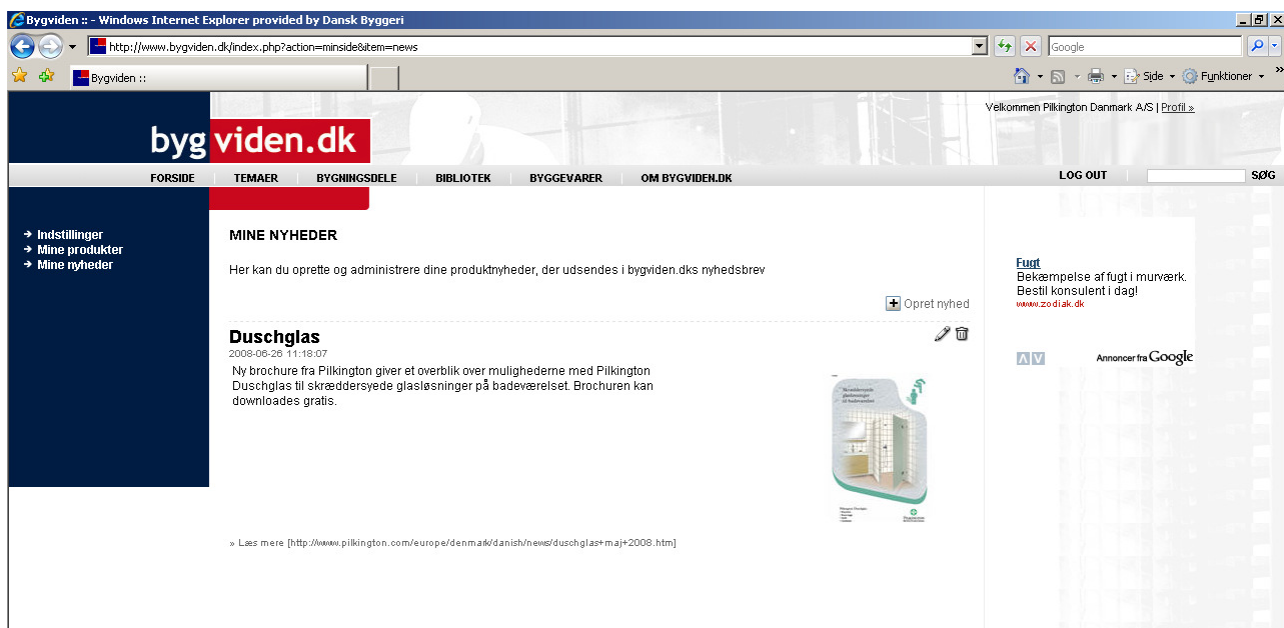 Bygviden :: - Windows Internet Explorer provided by Dansk Byggeri
http://www.bygviden.dk/index.php?action=minside&item=news
Google
Bygviden ::
Side
Funktioner
»
Velkommen Pilkington Danmark A/S | Profil »
bygviden.dk
FORSIDE TEMAER BYGNINGSDELE BIBLIOTEK BYGGEVARER OM BYGVIDEN.DK LOG OUT SØG
Indstillinger
Mine produkter
Mine nyheder
MINE NYHEDER
Her kan du oprette og administrere dine produktnyheder, der udsendes i bygviden.dks nyhedsbrev
Opret nyhed
Duschglas
2008-06-26 11:18:07
Ny brochure fra Pilkington giver et overblik over mulighederne med Pilkington
Duschglas til skræddersyede glasløsninger på badeværelset. Brochuren kan
downloades gratis.
Skræddersyede
glasløsninger
til badeværelset
» Læs mere [http://www.pilkington.com/europe/denmark/danish/news/duschglas+maj+2008.htm]
Fugt
Bekæmpelse af fugt i murværk.
Bestil konsulent i dag!
www.zodiak.dk
Annoncer fra Google